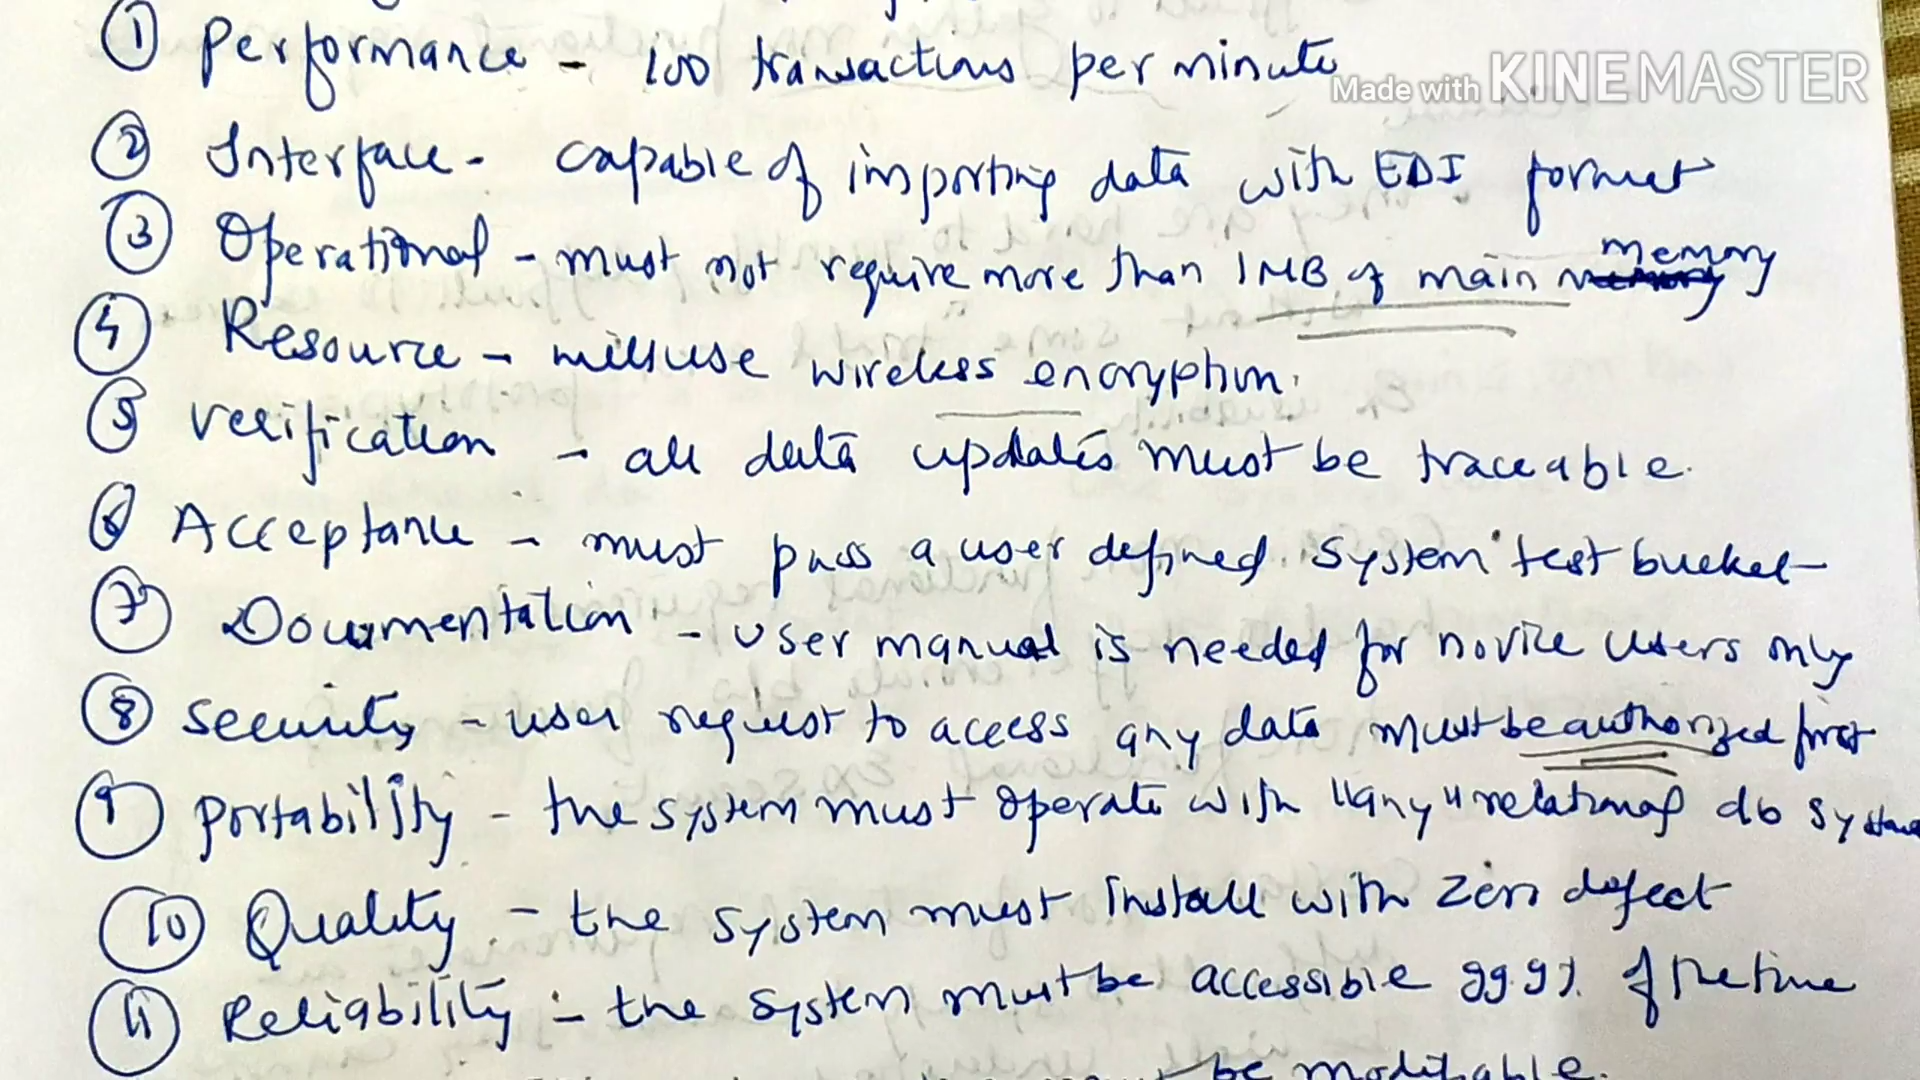 ① Performance - 100 transactions per minute
Made with KINEMASTER
② Interface - capable of importing data with EDI format
③ Operational - must not require more than 1MB of main memory
④ Resource - must use wireless encryption.
⑤ Verification - all data updates must be traceable.
⑥ Acceptance - must pass a user defined system test bucket
⑦ Documentation - user manual is needed for novice users only
⑧ Security - user request to access any data must be authorized first
⑨ Portability - the system must operate with "any" relational db system
⑩ Quality - the system must install with zero defect
⑪ Reliability - the system must be accessible 99.9% of the time
be modifiable.